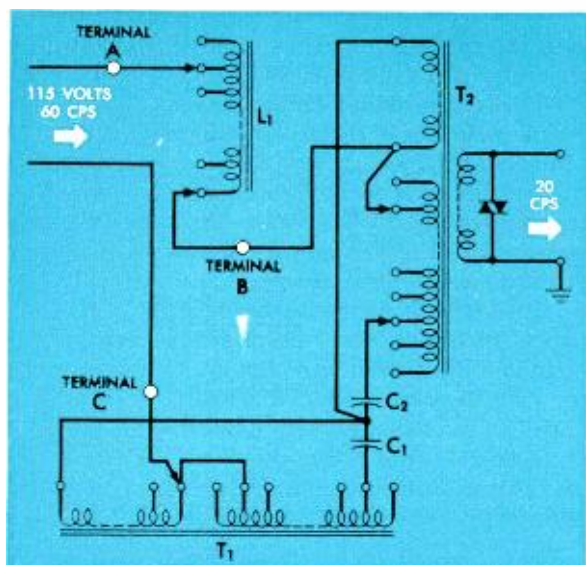 TERMINAL
A
115 VOLTS
60 CPS
L1
T2
20
CPS
TERMINAL
B
TERMINAL
C
C2
C1
T1